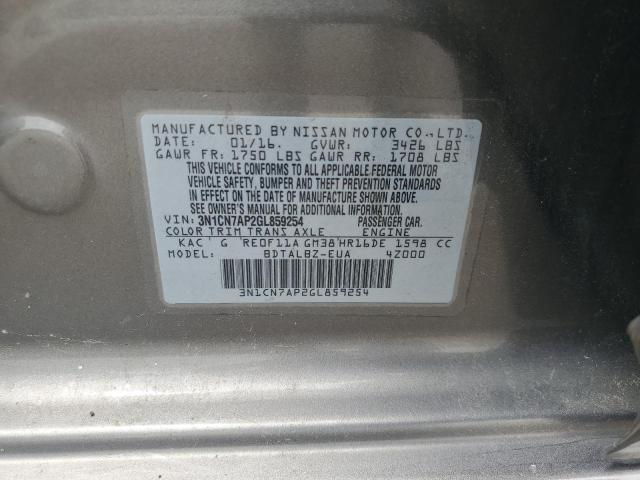 MANUFACTURED BY NISSAN MOTOR CO.,LTD.
DATE: 01/16. GVWR: 3426 LBS
GAWR FR: 1750 LBS GAWR RR: 1708 LBS
THIS VEHICLE CONFORMS TO ALL APPLICABLE FEDERAL MOTOR
VEHICLE SAFETY, BUMPER AND THEFT PREVENTION STANDARDS
IN EFFECT ON THE DATE OF MANUFACTURE SHOWN ABOVE.
SEE OWNER'S MANUAL FOR ADDITIONAL INFORMATION.
VIN: 3N1CN7AP2GL859254 PASSENGER CAR.
COLOR TRIM TRANS AXLE ENGINE
KAC G RE0F11A GM38 HR16DE 1598 CC
MODEL: BDTALBZ-EUA 4Z000
3N1CN7AP2GL859254